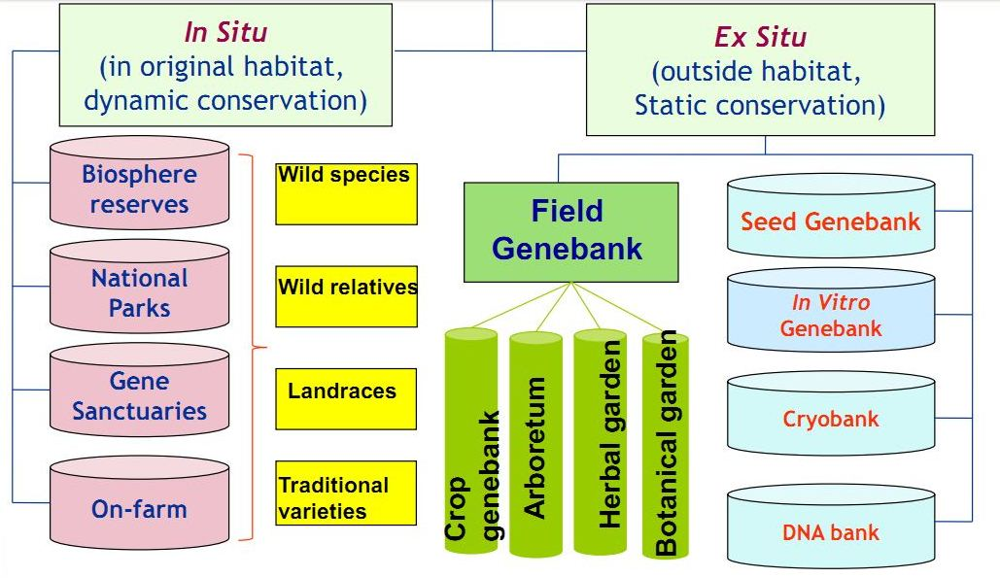 In Situ
(in original habitat,
dynamic conservation)
Ex Situ
(outside habitat,
Static conservation)
Biosphere
reserves
National
Parks
Gene
Sanctuaries
On-farm
Wild species
Wild relatives
Landraces
Traditional
varieties
Field
Genebank
Crop
genebank
Arboretum
Herbal garden
Botanical garden
Seed Genebank
In Vitro
Genebank
Cryobank
DNA bank